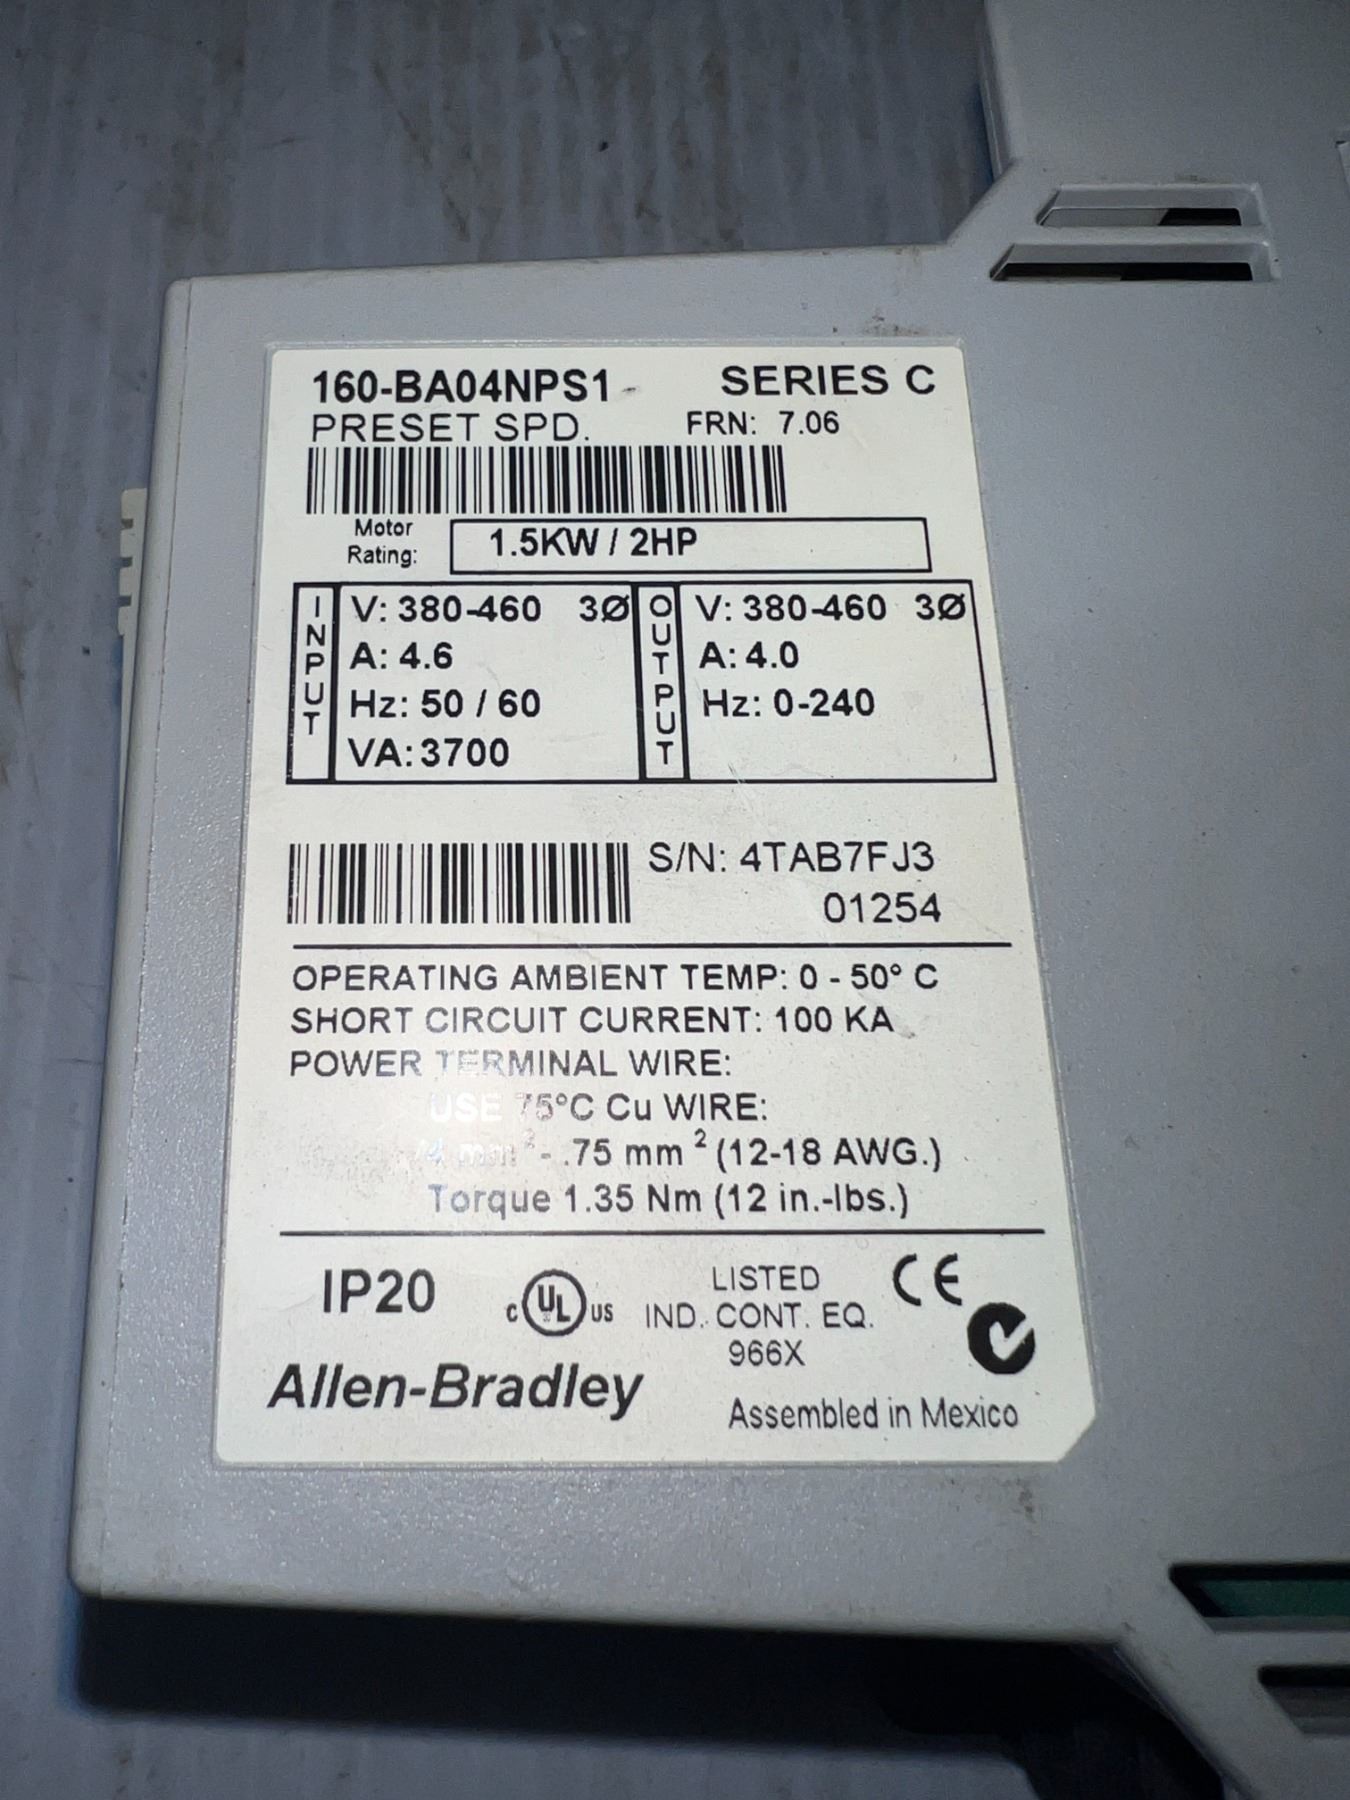 160-BA04NPS1 SERIES C
PRESET SPD. FRN: 7.06
Motor
Rating: 1.5KW / 2HP
INPUT
V: 380-460 3Ø
A: 4.6
Hz: 50 / 60
VA: 3700
OUTPUT
V: 380-460 3Ø
A: 4.0
Hz: 0-240
S/N: 4TAB7FJ3
01254
OPERATING AMBIENT TEMP: 0 - 50° C
SHORT CIRCUIT CURRENT: 100 KA
POWER TERMINAL WIRE:
USE 75°C Cu WIRE:
4 mm² - .75 mm² (12-18 AWG.)
Torque 1.35 Nm (12 in.-lbs.)
IP20
C UL US
LISTED
IND. CONT. EQ.
966X
CE
Allen-Bradley
Assembled in Mexico